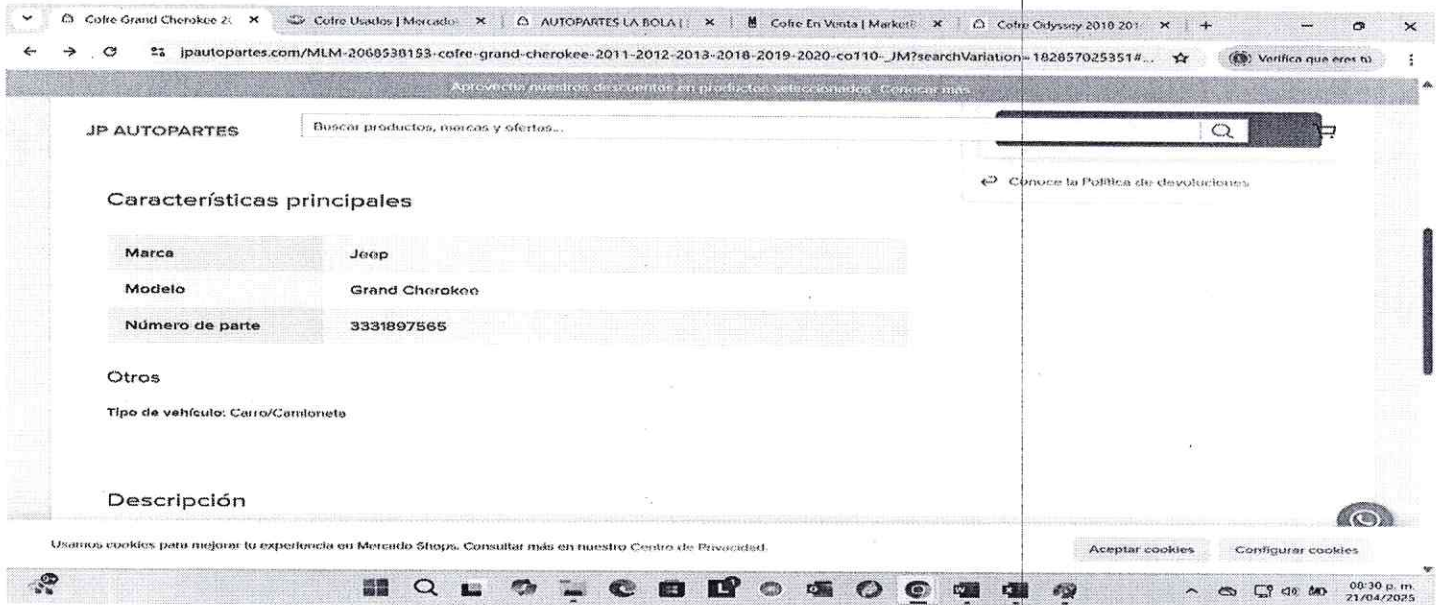 Cofre Grand Cherokee 2
Cofre Usados | Mercado
AUTOPARTES LA BOLA |
Cofre En Venta | Market
Cofre Odyssey 2018 201
jpautopartes.com/MLM-2068538153-cofre-grand-cherokee-2011-2012-2013-2018-2019-2020-co110-_JM?searchVariation=182857025351#...
Verifica que eres tú
Aprovecha nuestros descuentos en productos seleccionados. Conocer más
JP AUTOPARTES
Buscar productos, marcas y ofertas...
Conoce la Política de devoluciones
Características principales
Marca Jeep
Modelo Grand Cherokee
Número de parte 3331897565
Otros
Tipo de vehículo: Carro/Camioneta
Descripción
Usamos cookies para mejorar tu experiencia en Mercado Shops. Consultar más en nuestro Centro de Privacidad.
Aceptar cookies
Configurar cookies
08:30 p. m.
21/04/2025